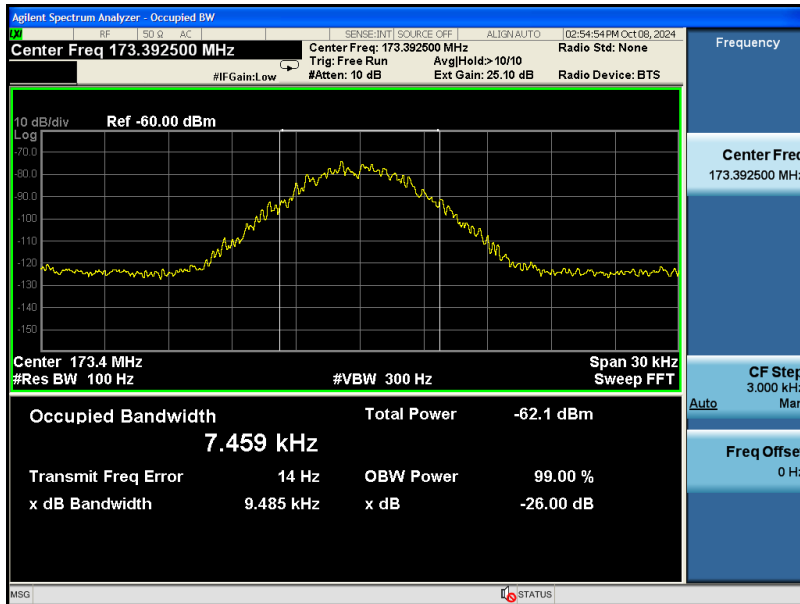 Agilent Spectrum Analyzer - Occupied BW
LXI RF 50 Ω AC SENSE:INT SOURCE OFF ALIGN AUTO 02:54:54 PM Oct 08, 2024
Center Freq 173.392500 MHz
Center Freq: 173.392500 MHz Radio Std: None
Trig: Free Run Avg|Hold:>10/10
#IFGain:Low #Atten: 10 dB Ext Gain: 25.10 dB Radio Device: BTS
10 dB/div Ref -60.00 dBm
Log
-70.0
-80.0
-90.0
-100
-110
-120
-130
-140
-150
Center 173.4 MHz Span 30 kHz
#Res BW 100 Hz #VBW 300 Hz Sweep FFT
Occupied Bandwidth Total Power -62.1 dBm
7.459 kHz
Transmit Freq Error 14 Hz OBW Power 99.00 %
x dB Bandwidth 9.485 kHz x dB -26.00 dB
MSG STATUS
Frequency
Center Freq
173.392500 MHz
CF Step
3.000 kHz
Auto Man
Freq Offset
0 Hz